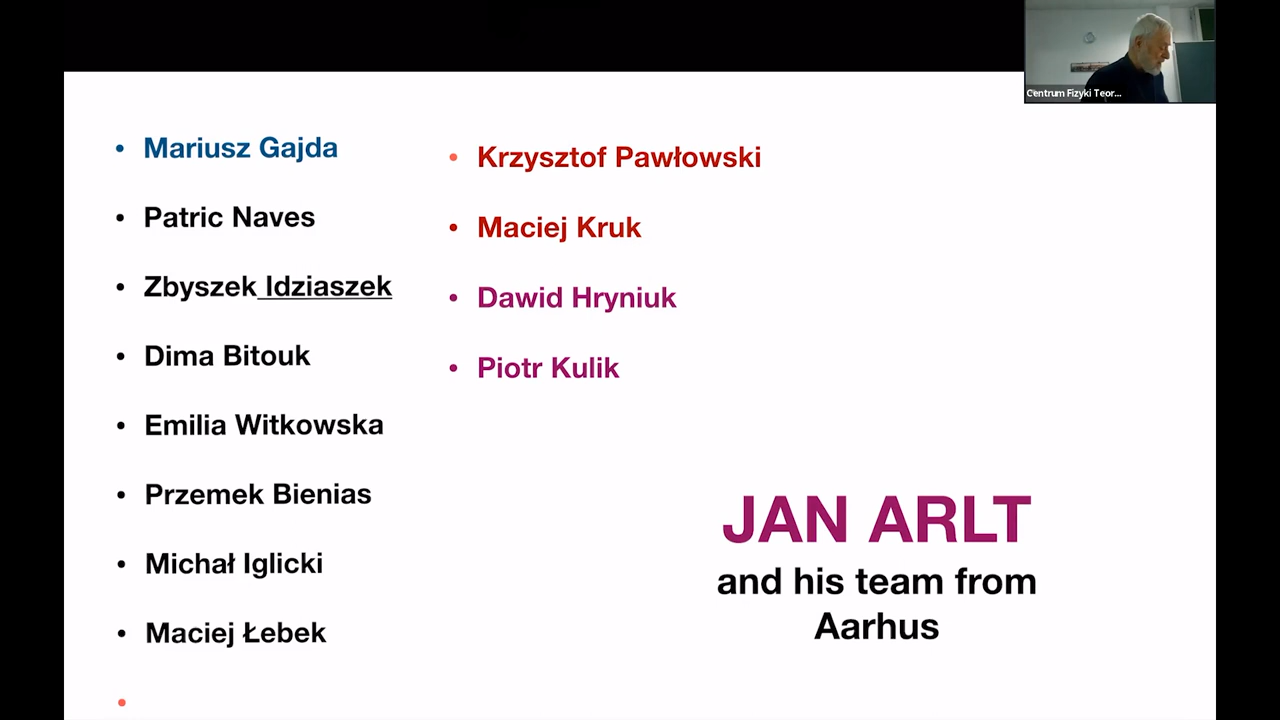 Centrum Fizyki Teor...
• Mariusz Gajda
• Patric Naves
• Zbyszek Idziaszek
• Dima Bitouk
• Emilia Witkowska
• Przemek Bienias
• Michał Iglicki
• Maciej Łebek
•
• Krzysztof Pawłowski
• Maciej Kruk
• Dawid Hryniuk
• Piotr Kulik
JAN ARLT
and his team from
Aarhus